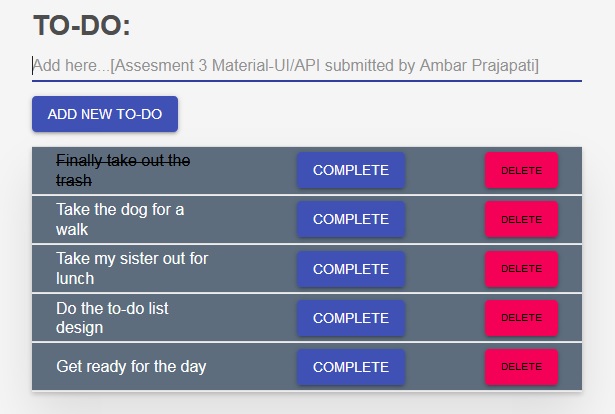 TO-DO:
Add here...[Assesment 3 Material-UI/API submitted by Ambar Prajapati]
ADD NEW TO-DO
Finally take out the
trash
COMPLETE
DELETE
Take the dog for a
walk
COMPLETE
DELETE
Take my sister out for
lunch
COMPLETE
DELETE
Do the to-do list
design
COMPLETE
DELETE
Get ready for the day
COMPLETE
DELETE